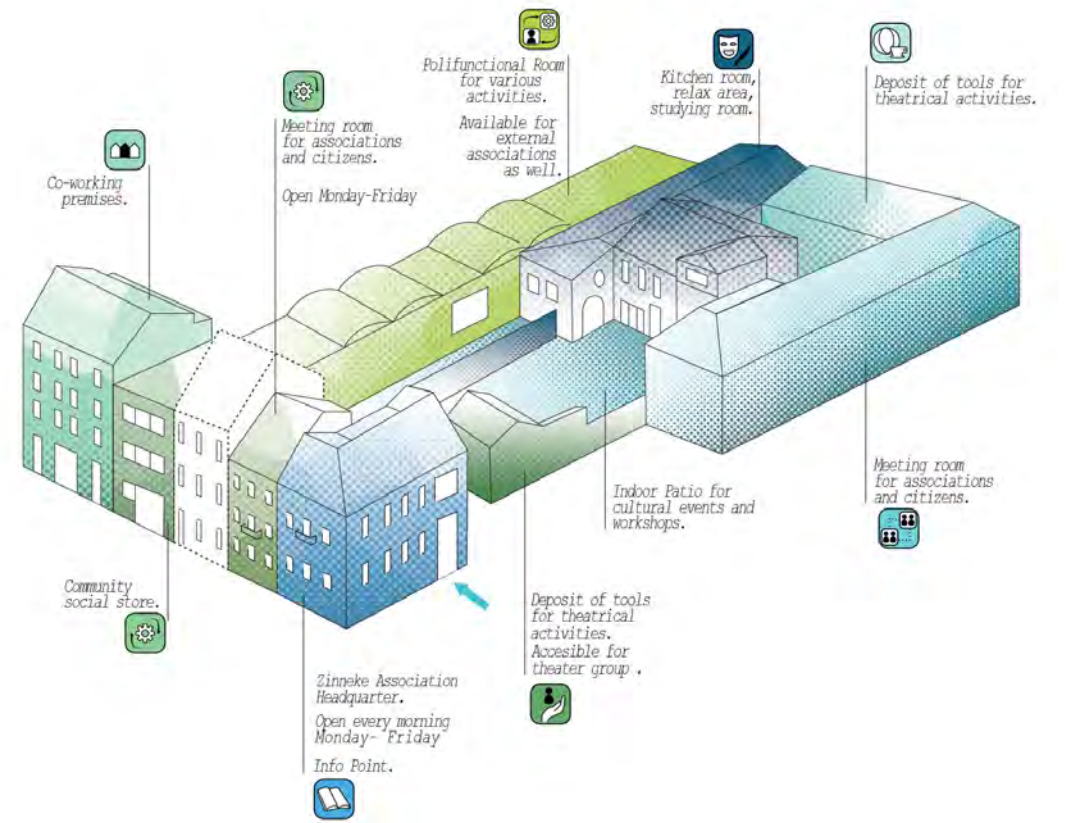 Polifunctional Room
for various
activities.
Available for
external
associations
as well.
Kitchen room,
relax area,
studying room.
Deposit of tools for
theatrical activities.
Meeting room
for associations
and citizens.
Open Monday-Friday
Co-working
premises.
Meeting room
for associations
and citizens.
Indoor Patio for
cultural events and
workshops.
Community
social store.
Deposit of tools
for theatrical
activities.
Accesible for
theater group .
Zinneke Association
Headquarter.
Open every morning
Monday- Friday
Info Point.